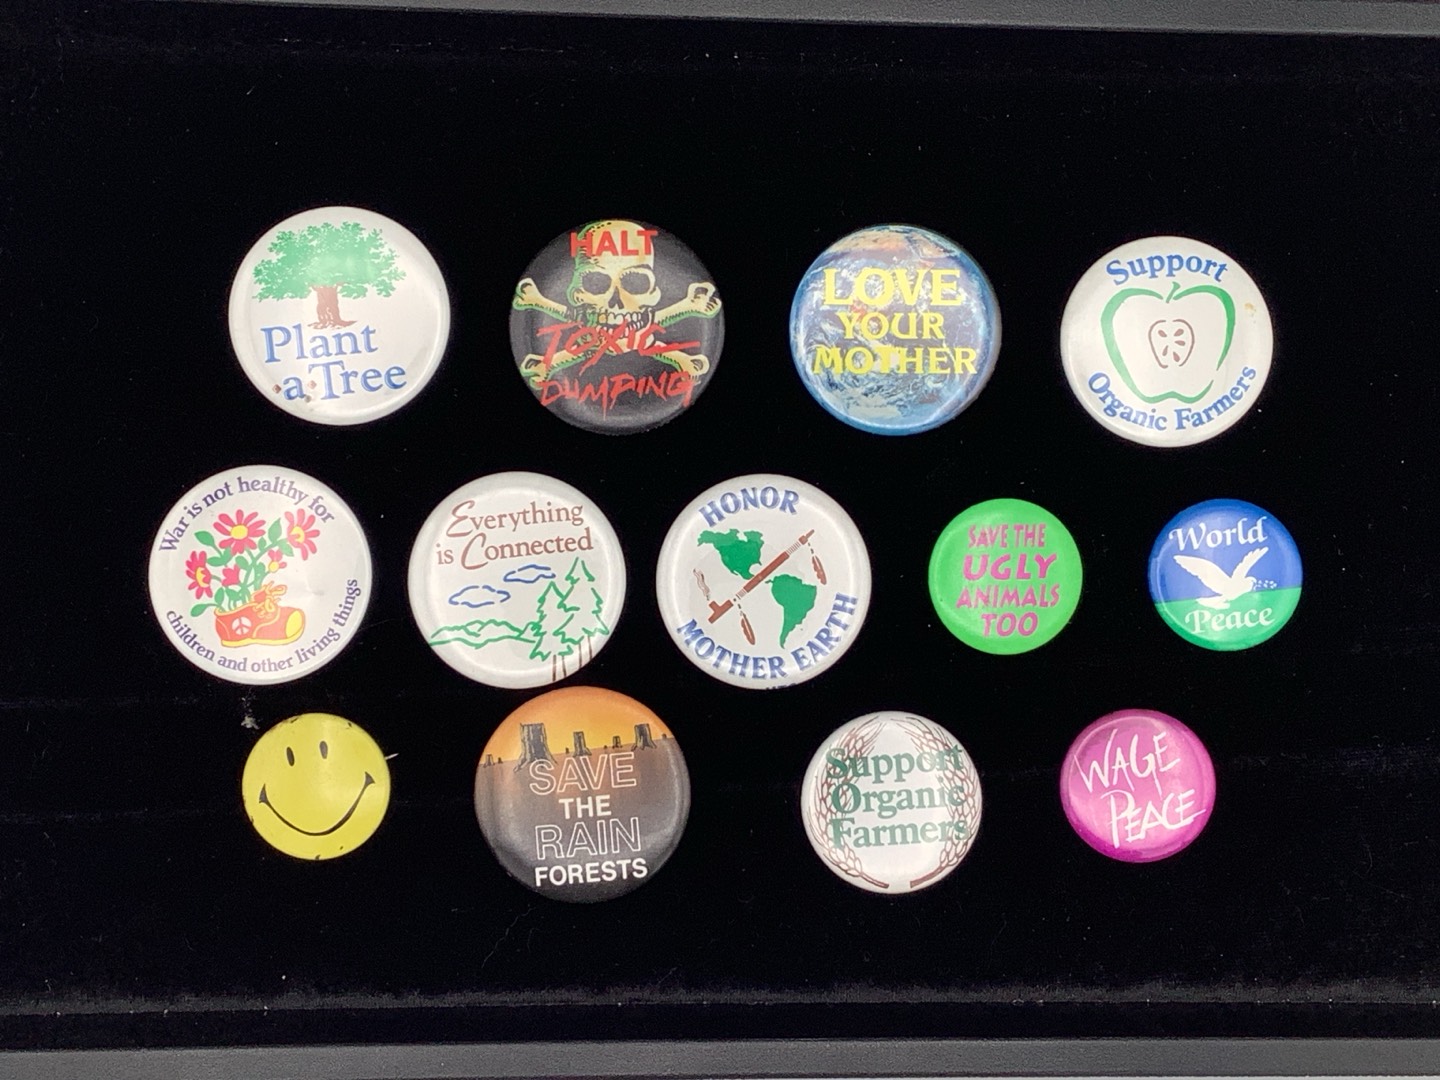 Plant
a Tree
HALT
TOXIC
DUMPING
LOVE
YOUR
MOTHER
Support
Organic Farmers
War is not healthy for
children and other living things
Everything
is Connected
HONOR
MOTHER EARTH
SAVE THE
UGLY
ANIMALS
TOO
World
Peace
SAVE
THE
RAIN
FORESTS
Support
Organic
Farmers
WAGE
PEACE